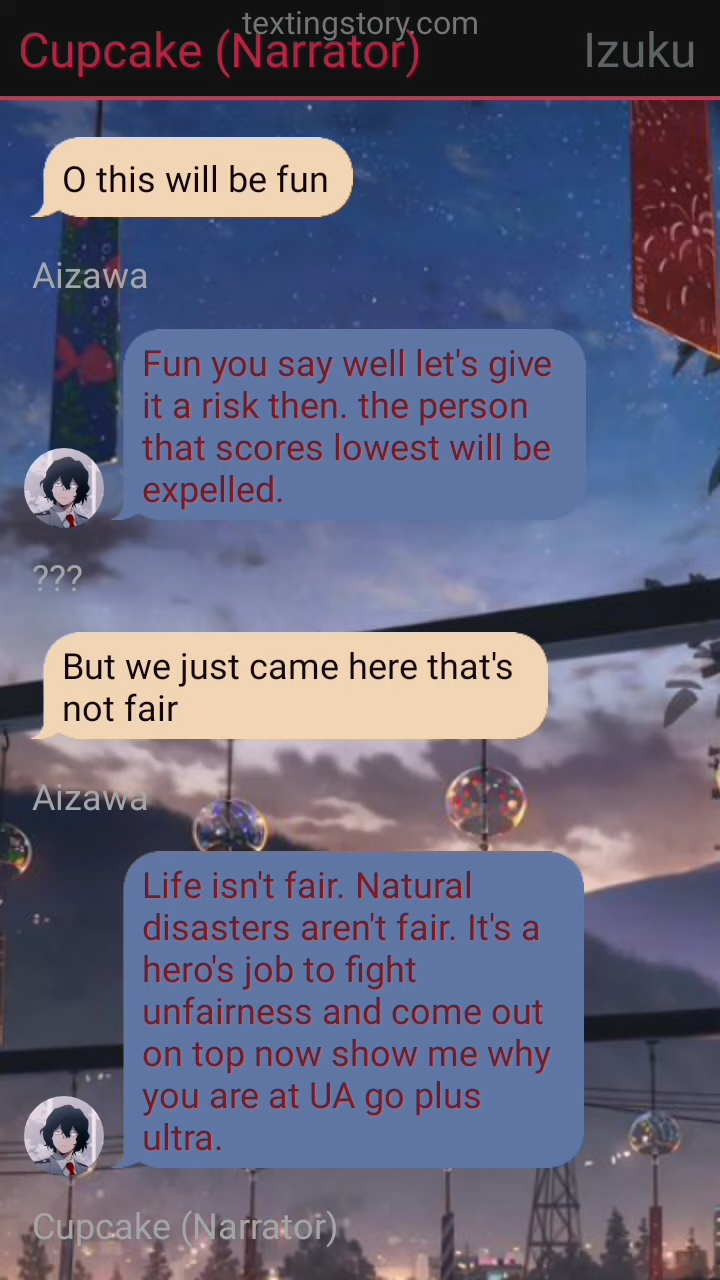 textingstory.com
Cupcake (Narrator) Izuku
O this will be fun
Aizawa
Fun you say well let's give
it a risk then. the person
that scores lowest will be
expelled.
???
But we just came here that's
not fair
Aizawa
Life isn't fair. Natural
disasters aren't fair. It's a
hero's job to fight
unfairness and come out
on top now show me why
you are at UA go plus
ultra.
Cupcake (Narrator)